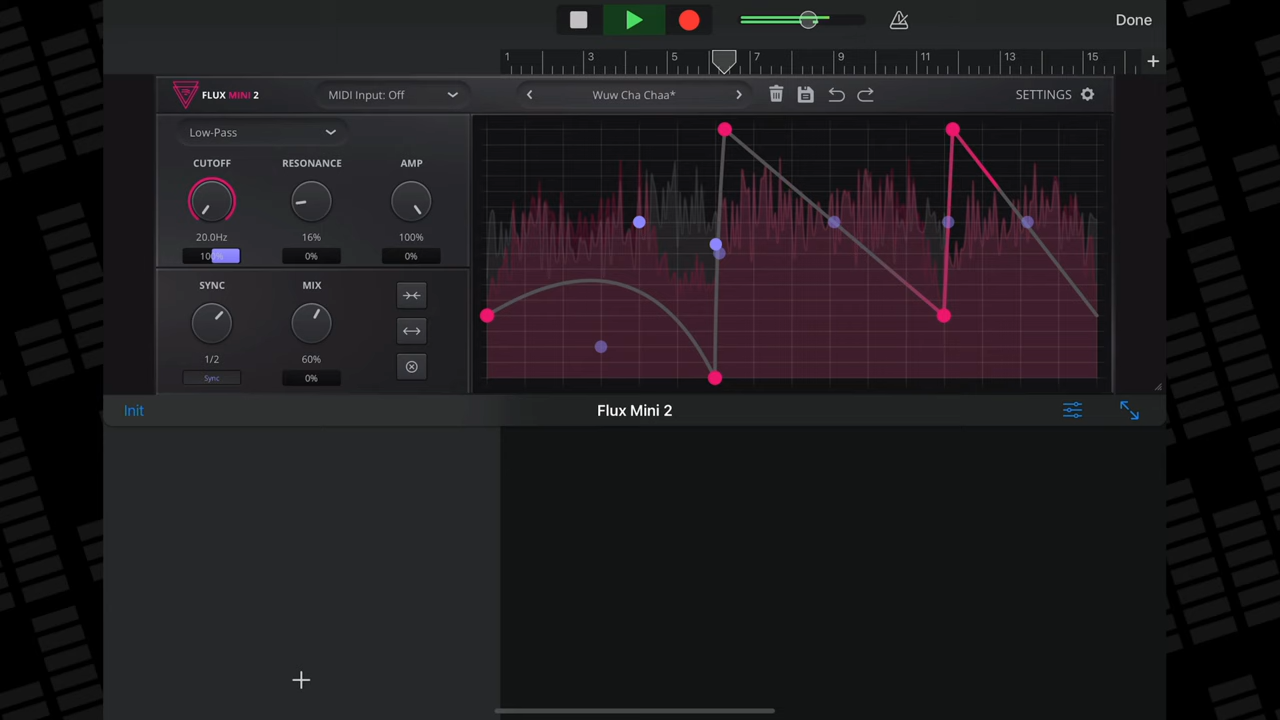 Done
1 3 5 7 9 11 13 15 +
FLUX MINI 2 MIDI Input: Off Wuw Cha Chaa* SETTINGS
Low-Pass
CUTOFF RESONANCE AMP
20.0Hz 16% 100%
100% 0% 0%
SYNC MIX
1/2 60%
Sync 0%
Init Flux Mini 2
+